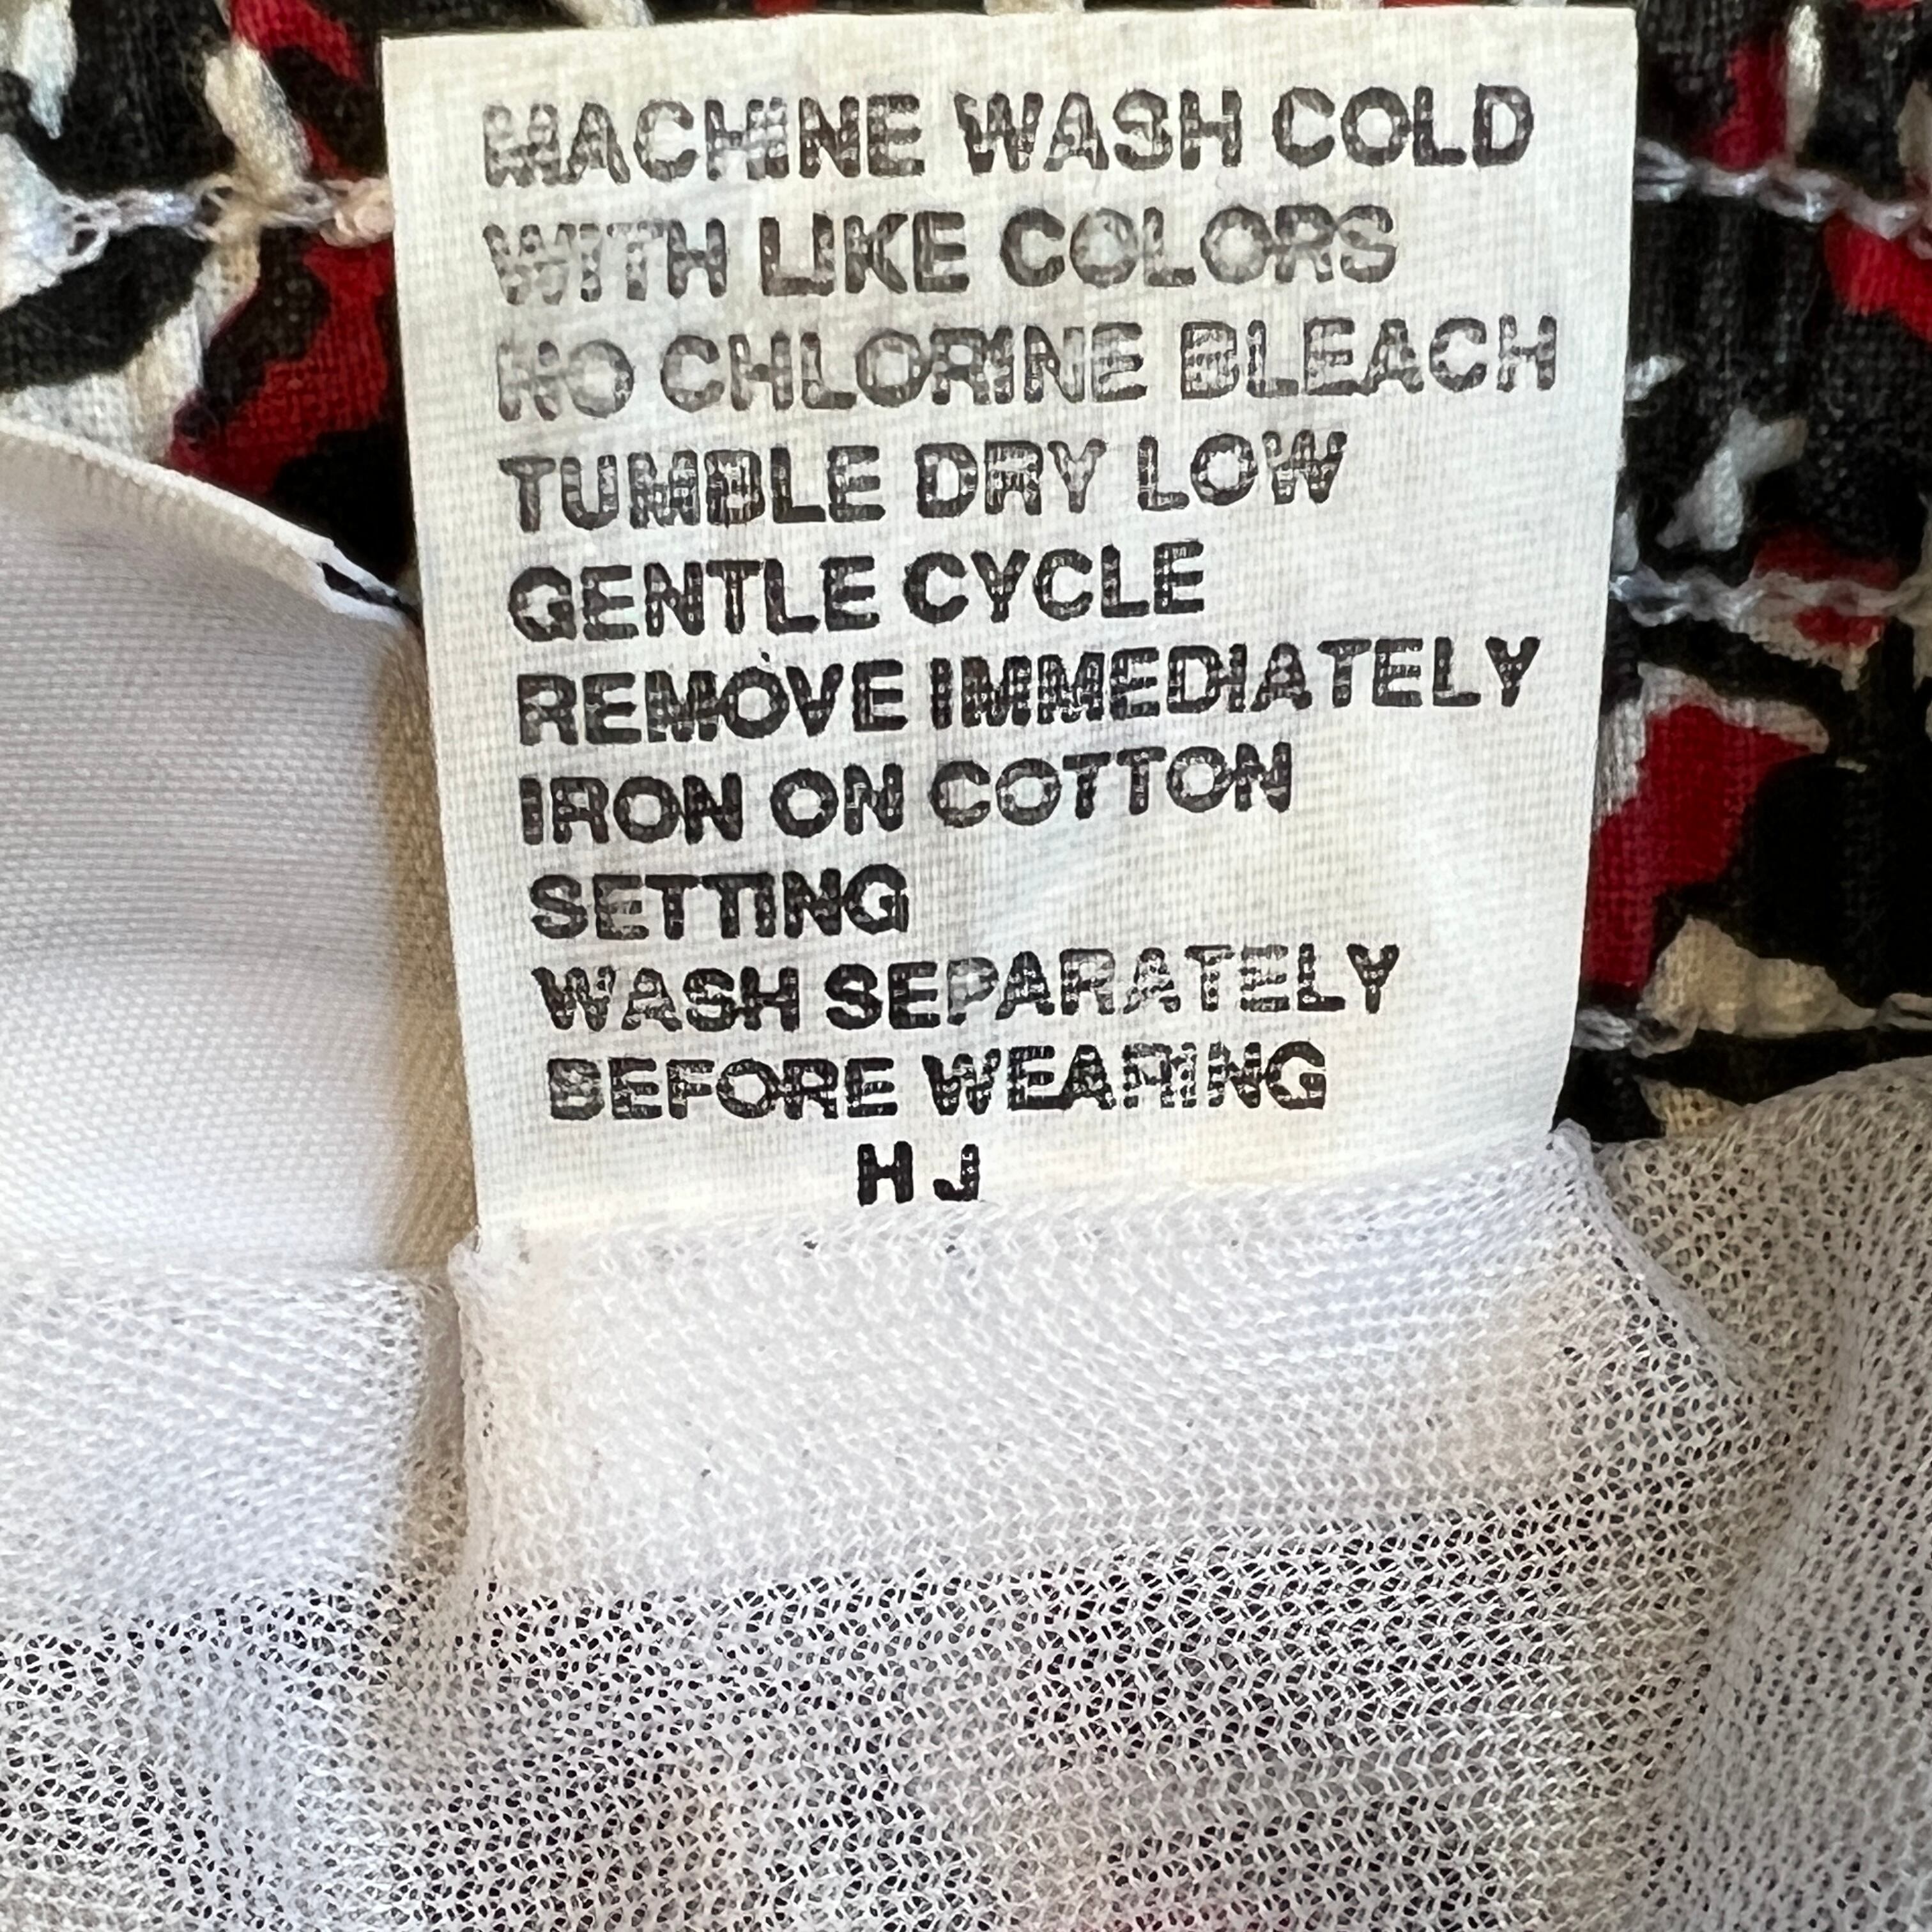 MACHINE WASH COLD
WITH LIKE COLORS
NO CHLORINE BLEACH
TUMBLE DRY LOW
GENTLE CYCLE
REMOVE IMMEDIATELY
IRON ON COTTON
SETTING
WASH SEPARATELY
BEFORE WEARING
H J